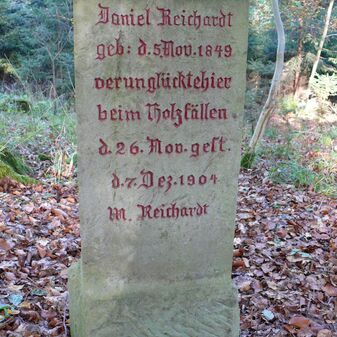 Daniel Reichardt
geb: d. 5 Nov. 1849
verunglückte hier
beim Holzfällen
d. 26. Nov. gest.
d. 7. Dez. 1904
M. Reichardt